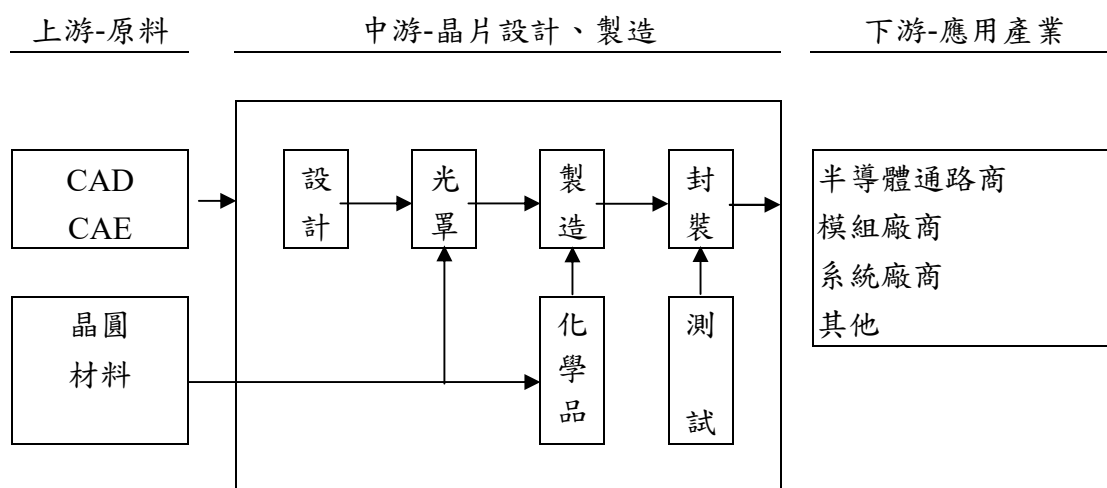 上游-原料
中游-晶片設計、製造
下游-應用產業
CAD
CAE
設計
光罩
製造
封裝
半導體通路商
模組廠商
系統廠商
其他
晶圓
材料
化學品
測試